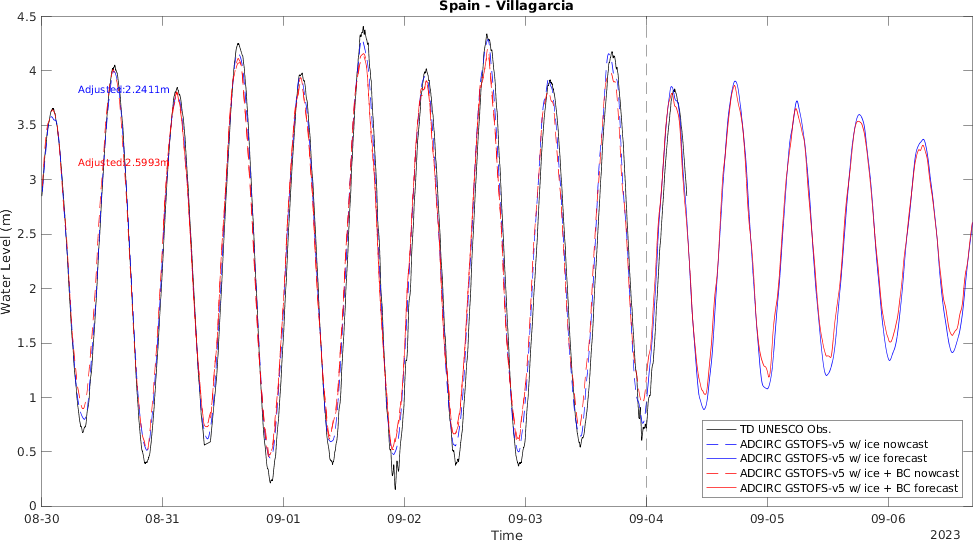 Spain - Villagarcia
4.5
4
3.5
3
2.5
2
1.5
1
0.5
0
Water Level (m)
Adjusted:2.2411m
Adjusted:2.5993m
TD UNESCO Obs.
ADCIRC GSTOFS-v5 w/ ice nowcast
ADCIRC GSTOFS-v5 w/ ice forecast
ADCIRC GSTOFS-v5 w/ ice + BC nowcast
ADCIRC GSTOFS-v5 w/ ice + BC forecast
08-30 08-31 09-01 09-02 09-03 09-04 09-05 09-06
Time
2023